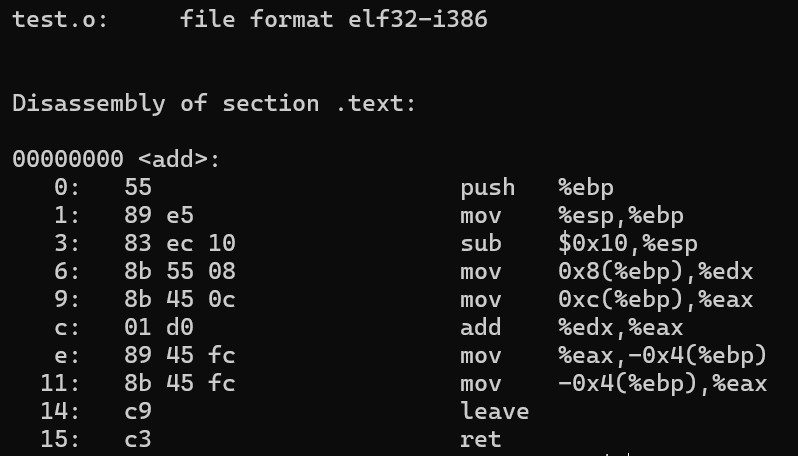 test.o:     file format elf32-i386
Disassembly of section .text:
00000000 <add>:
   0:   55                      push   %ebp
   1:   89 e5                   mov    %esp,%ebp
   3:   83 ec 10                sub    $0x10,%esp
   6:   8b 55 08                mov    0x8(%ebp),%edx
   9:   8b 45 0c                mov    0xc(%ebp),%eax
   c:   01 d0                   add    %edx,%eax
   e:   89 45 fc                mov    %eax,-0x4(%ebp)
  11:   8b 45 fc                mov    -0x4(%ebp),%eax
  14:   c9                      leave
  15:   c3                      ret